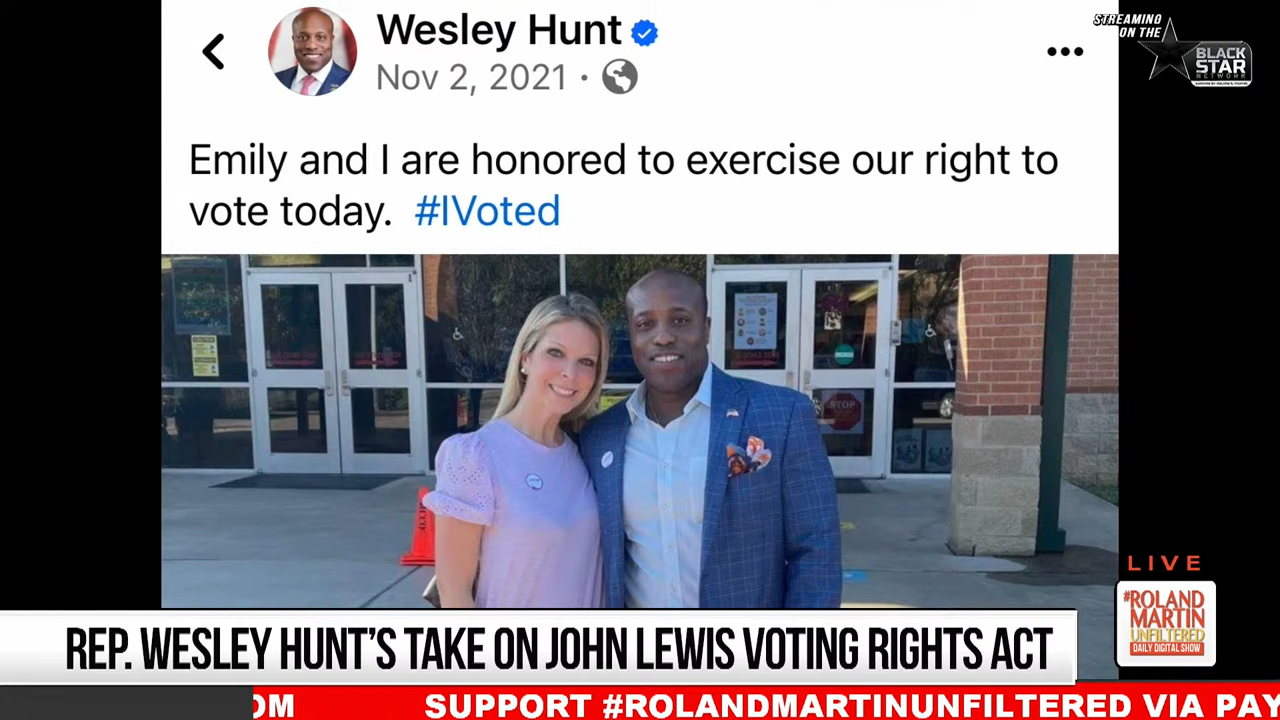 Wesley Hunt
Nov 2, 2021 ·
STREAMING
ON THE
BLACK
STAR
NETWORK
Emily and I are honored to exercise our right to
vote today. #IVoted
STOP
LIVE
#ROLAND
MARTIN
UNFILTERED
DAILY DIGITAL SHOW
REP. WESLEY HUNT'S TAKE ON JOHN LEWIS VOTING RIGHTS ACT
OM SUPPORT #ROLANDMARTINUNFILTERED VIA PAY